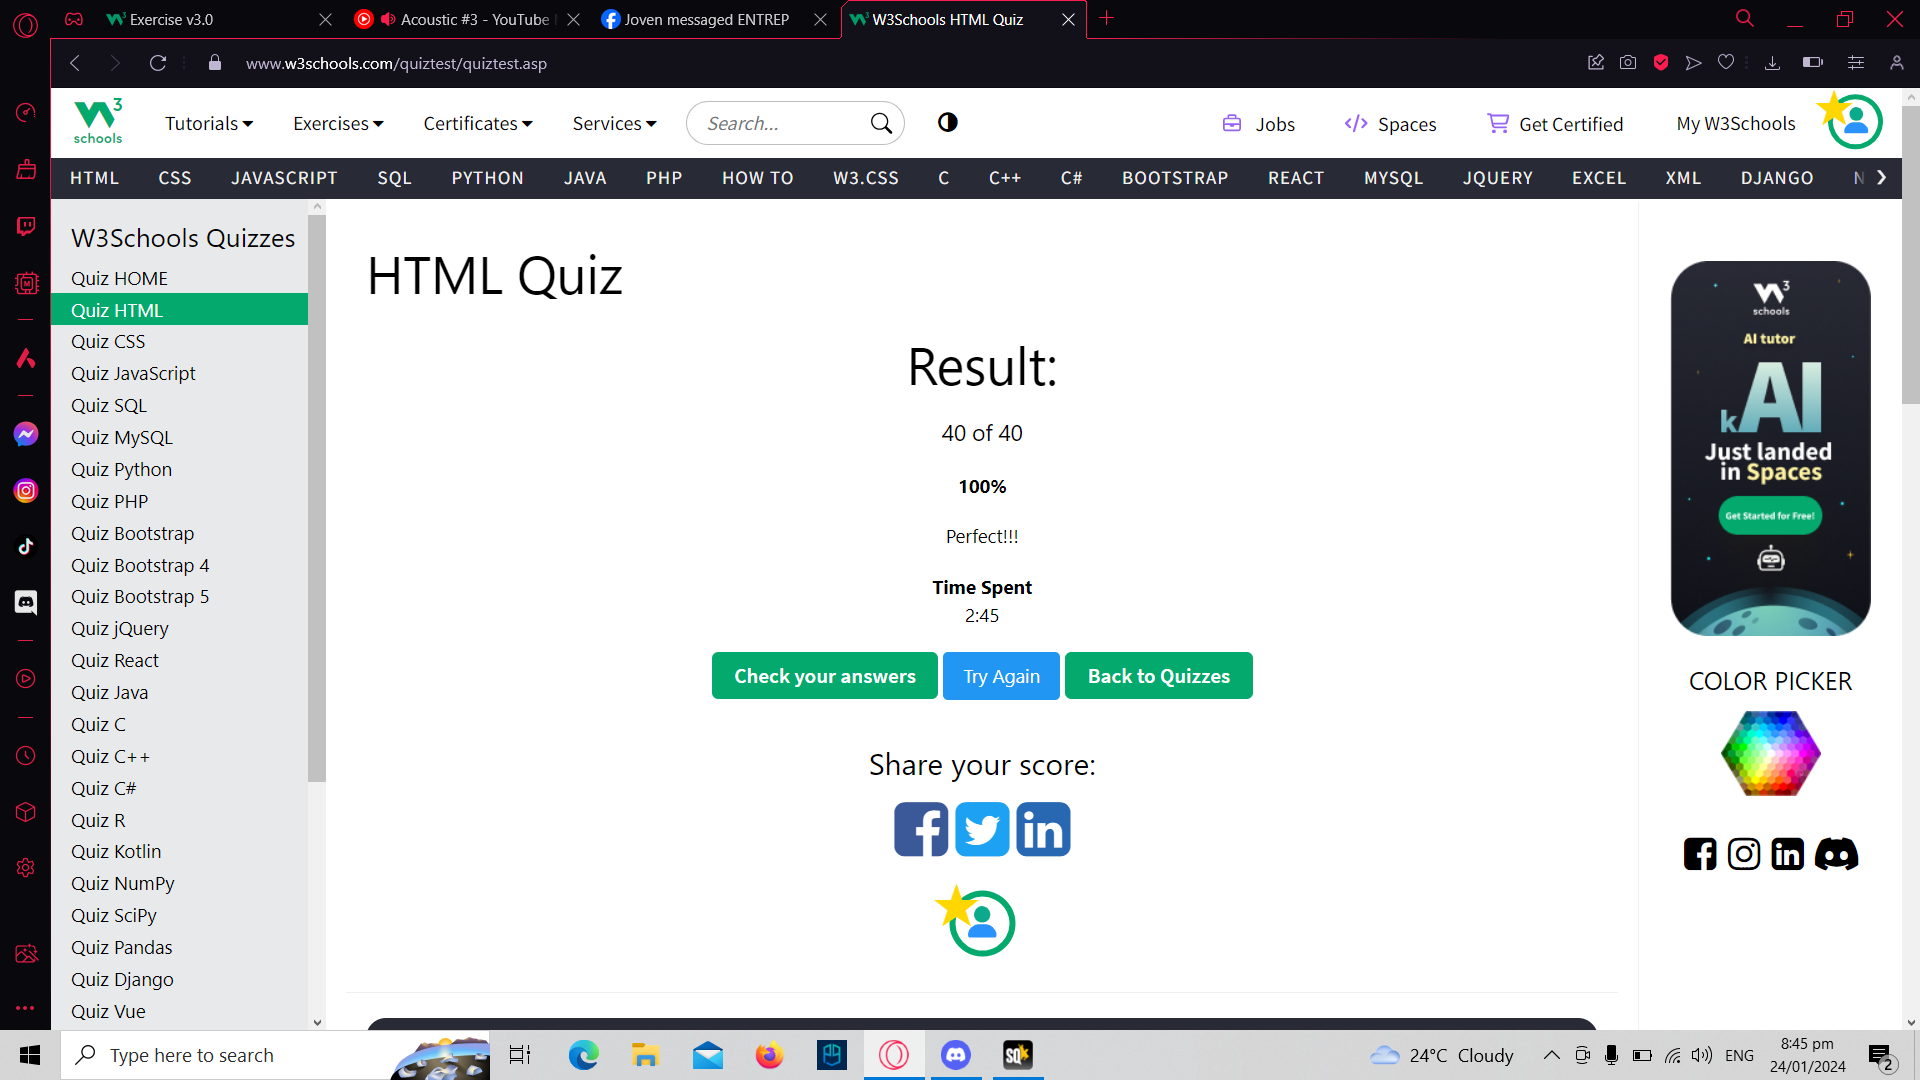 Exercise v3.0
Acoustic #3 - YouTube
Joven messaged ENTREP
W3Schools HTML Quiz
www.w3schools.com/quiztest/quiztest.asp
3
schools
Tutorials
Exercises
Certificates
Services
Search...
Jobs
Spaces
Get Certified
My W3Schools
HTML CSS JAVASCRIPT SQL PYTHON JAVA PHP HOW TO W3.CSS C C++ C# BOOTSTRAP REACT MYSQL JQUERY EXCEL XML DJANGO N
W3Schools Quizzes
Quiz HOME
Quiz HTML
Quiz CSS
Quiz JavaScript
Quiz SQL
Quiz MySQL
Quiz Python
Quiz PHP
Quiz Bootstrap
Quiz Bootstrap 4
Quiz Bootstrap 5
Quiz jQuery
Quiz React
Quiz Java
Quiz C
Quiz C++
Quiz C#
Quiz R
Quiz Kotlin
Quiz NumPy
Quiz SciPy
Quiz Pandas
Quiz Django
Quiz Vue
HTML Quiz
Result:
40 of 40
100%
Perfect!!!
Time Spent
2:45
Check your answers
Try Again
Back to Quizzes
Share your score:
3
schools
AI tutor
kAI
Just landed
in Spaces
Get Started for Free!
COLOR PICKER
Type here to search
24°C Cloudy
ENG
8:45 pm
24/01/2024
2